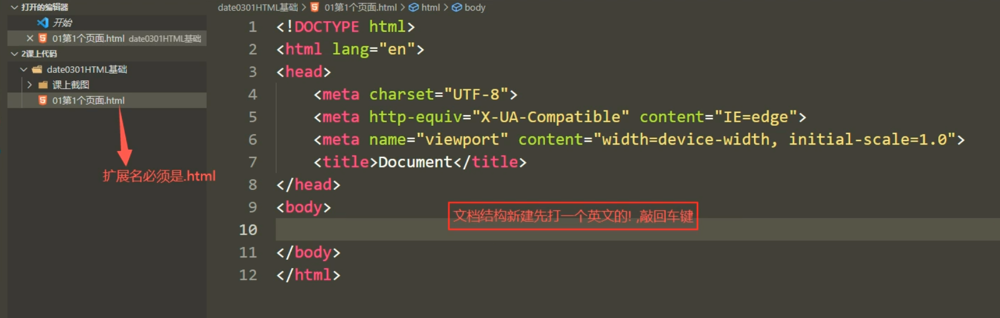 打开的编辑器
开始
01第1个页面.html date0301HTML基础
2课上代码
date0301HTML基础
课上截图
01第1个页面.html
扩展名必须是.html
date0301HTML基础 > 01第1个页面.html > html > body
1 <!DOCTYPE html>
2 <html lang="en">
3 <head>
4 <meta charset="UTF-8">
5 <meta http-equiv="X-UA-Compatible" content="IE=edge">
6 <meta name="viewport" content="width=device-width, initial-scale=1.0">
7 <title>Document</title>
8 </head>
9 <body>
文档结构新建先打一个英文的! ,敲回车键
10
11 </body>
12 </html>